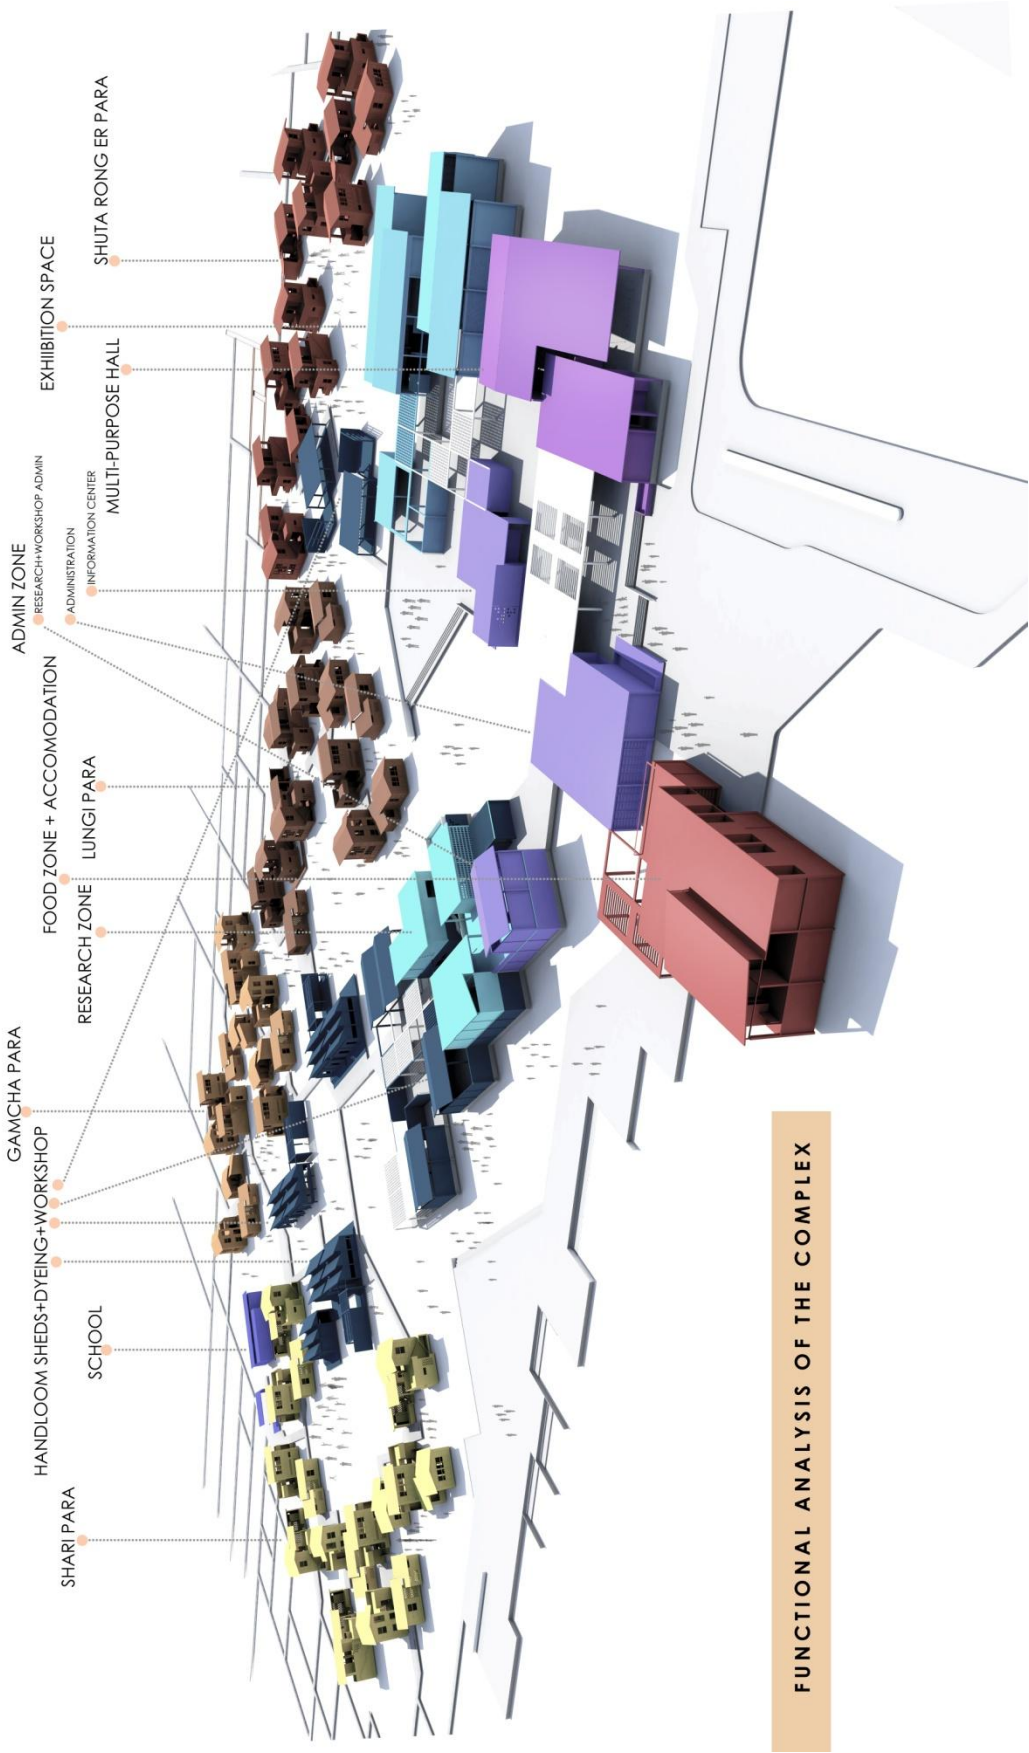 SHARI PARA
SCHOOL
HANDLOOM SHEDS+DYEING+WORKSHOP
GAMCHA PARA
RESEARCH ZONE
LUNGI PARA
FOOD ZONE + ACCOMODATION
ADMIN ZONE
RESEARCH+WORKSHOP ADMIN
ADMINISTRATION
INFORMATION CENTER
MULTI-PURPOSE HALL
EXHIBITION SPACE
SHUTA RONG ER PARA
FUNCTIONAL ANALYSIS OF THE COMPLEX